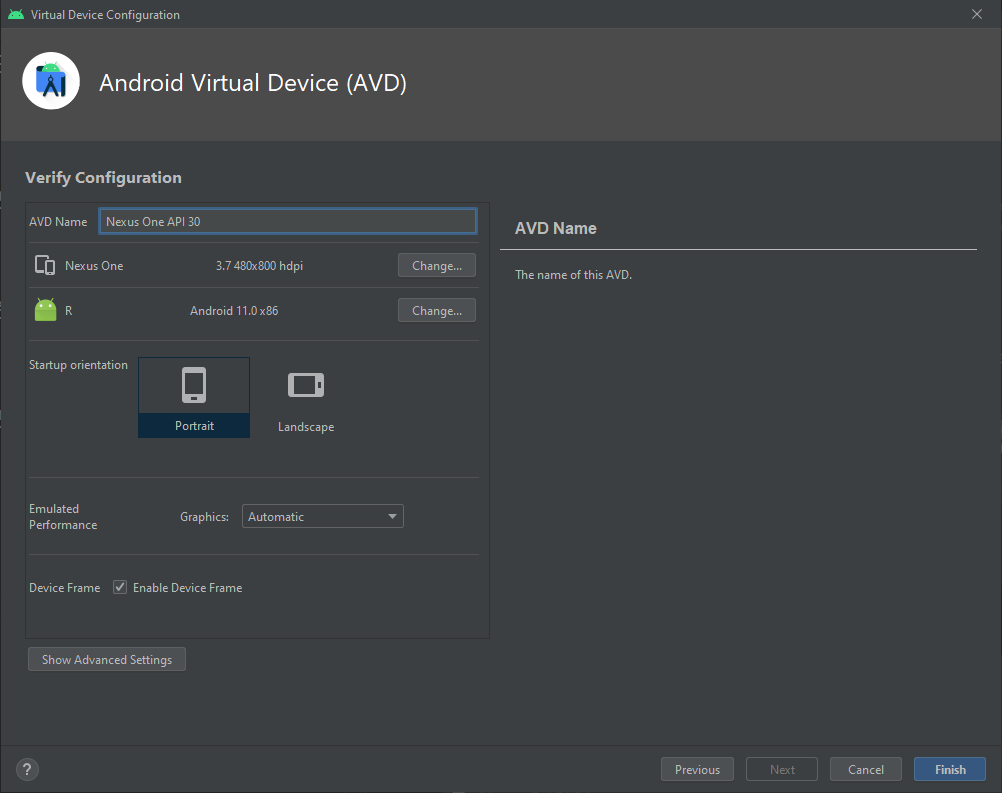 Virtual Device Configuration
Android Virtual Device (AVD)
Verify Configuration
AVD Name
Nexus One API 30
Nexus One
3.7 480x800 hdpi
Change...
R
Android 11.0 x86
Change...
Startup orientation
Portrait
Landscape
Emulated
Performance
Graphics:
Automatic
Device Frame
Enable Device Frame
Show Advanced Settings
AVD Name
The name of this AVD.
?
Previous
Next
Cancel
Finish